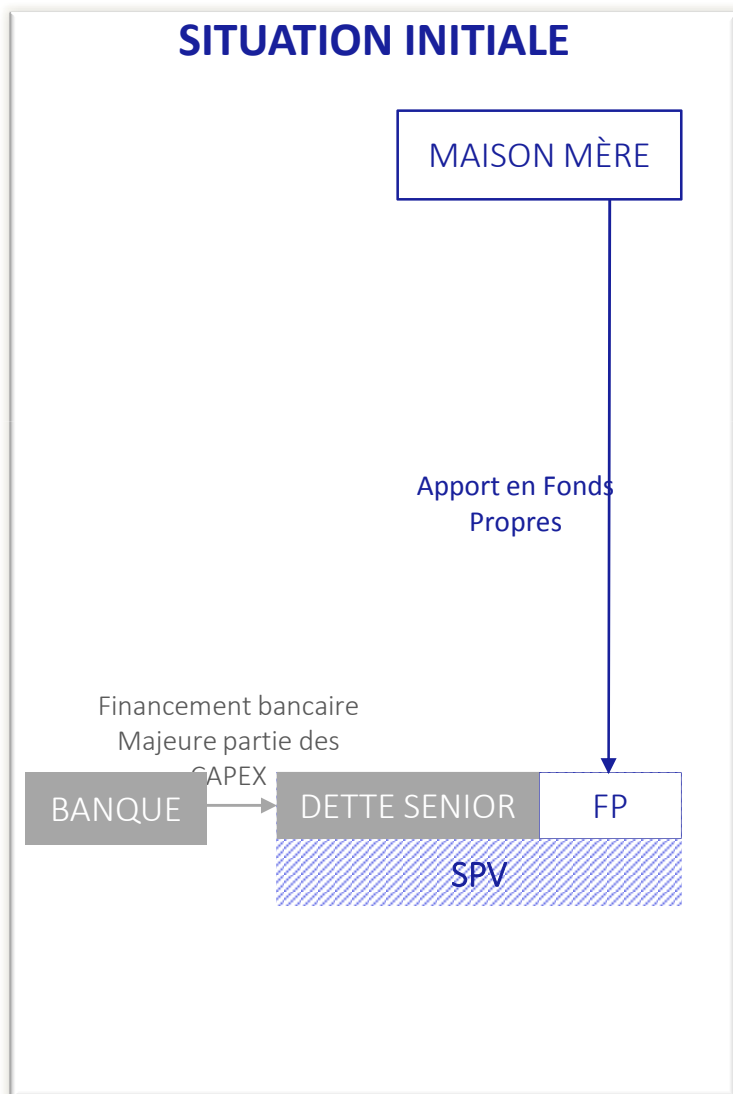 SITUATION INITIALE
MAISON MÈRE
Apport en Fonds
Propres
Financement bancaire
Majeure partie des
CAPEX
BANQUE
DETTE SENIOR
FP
SPV